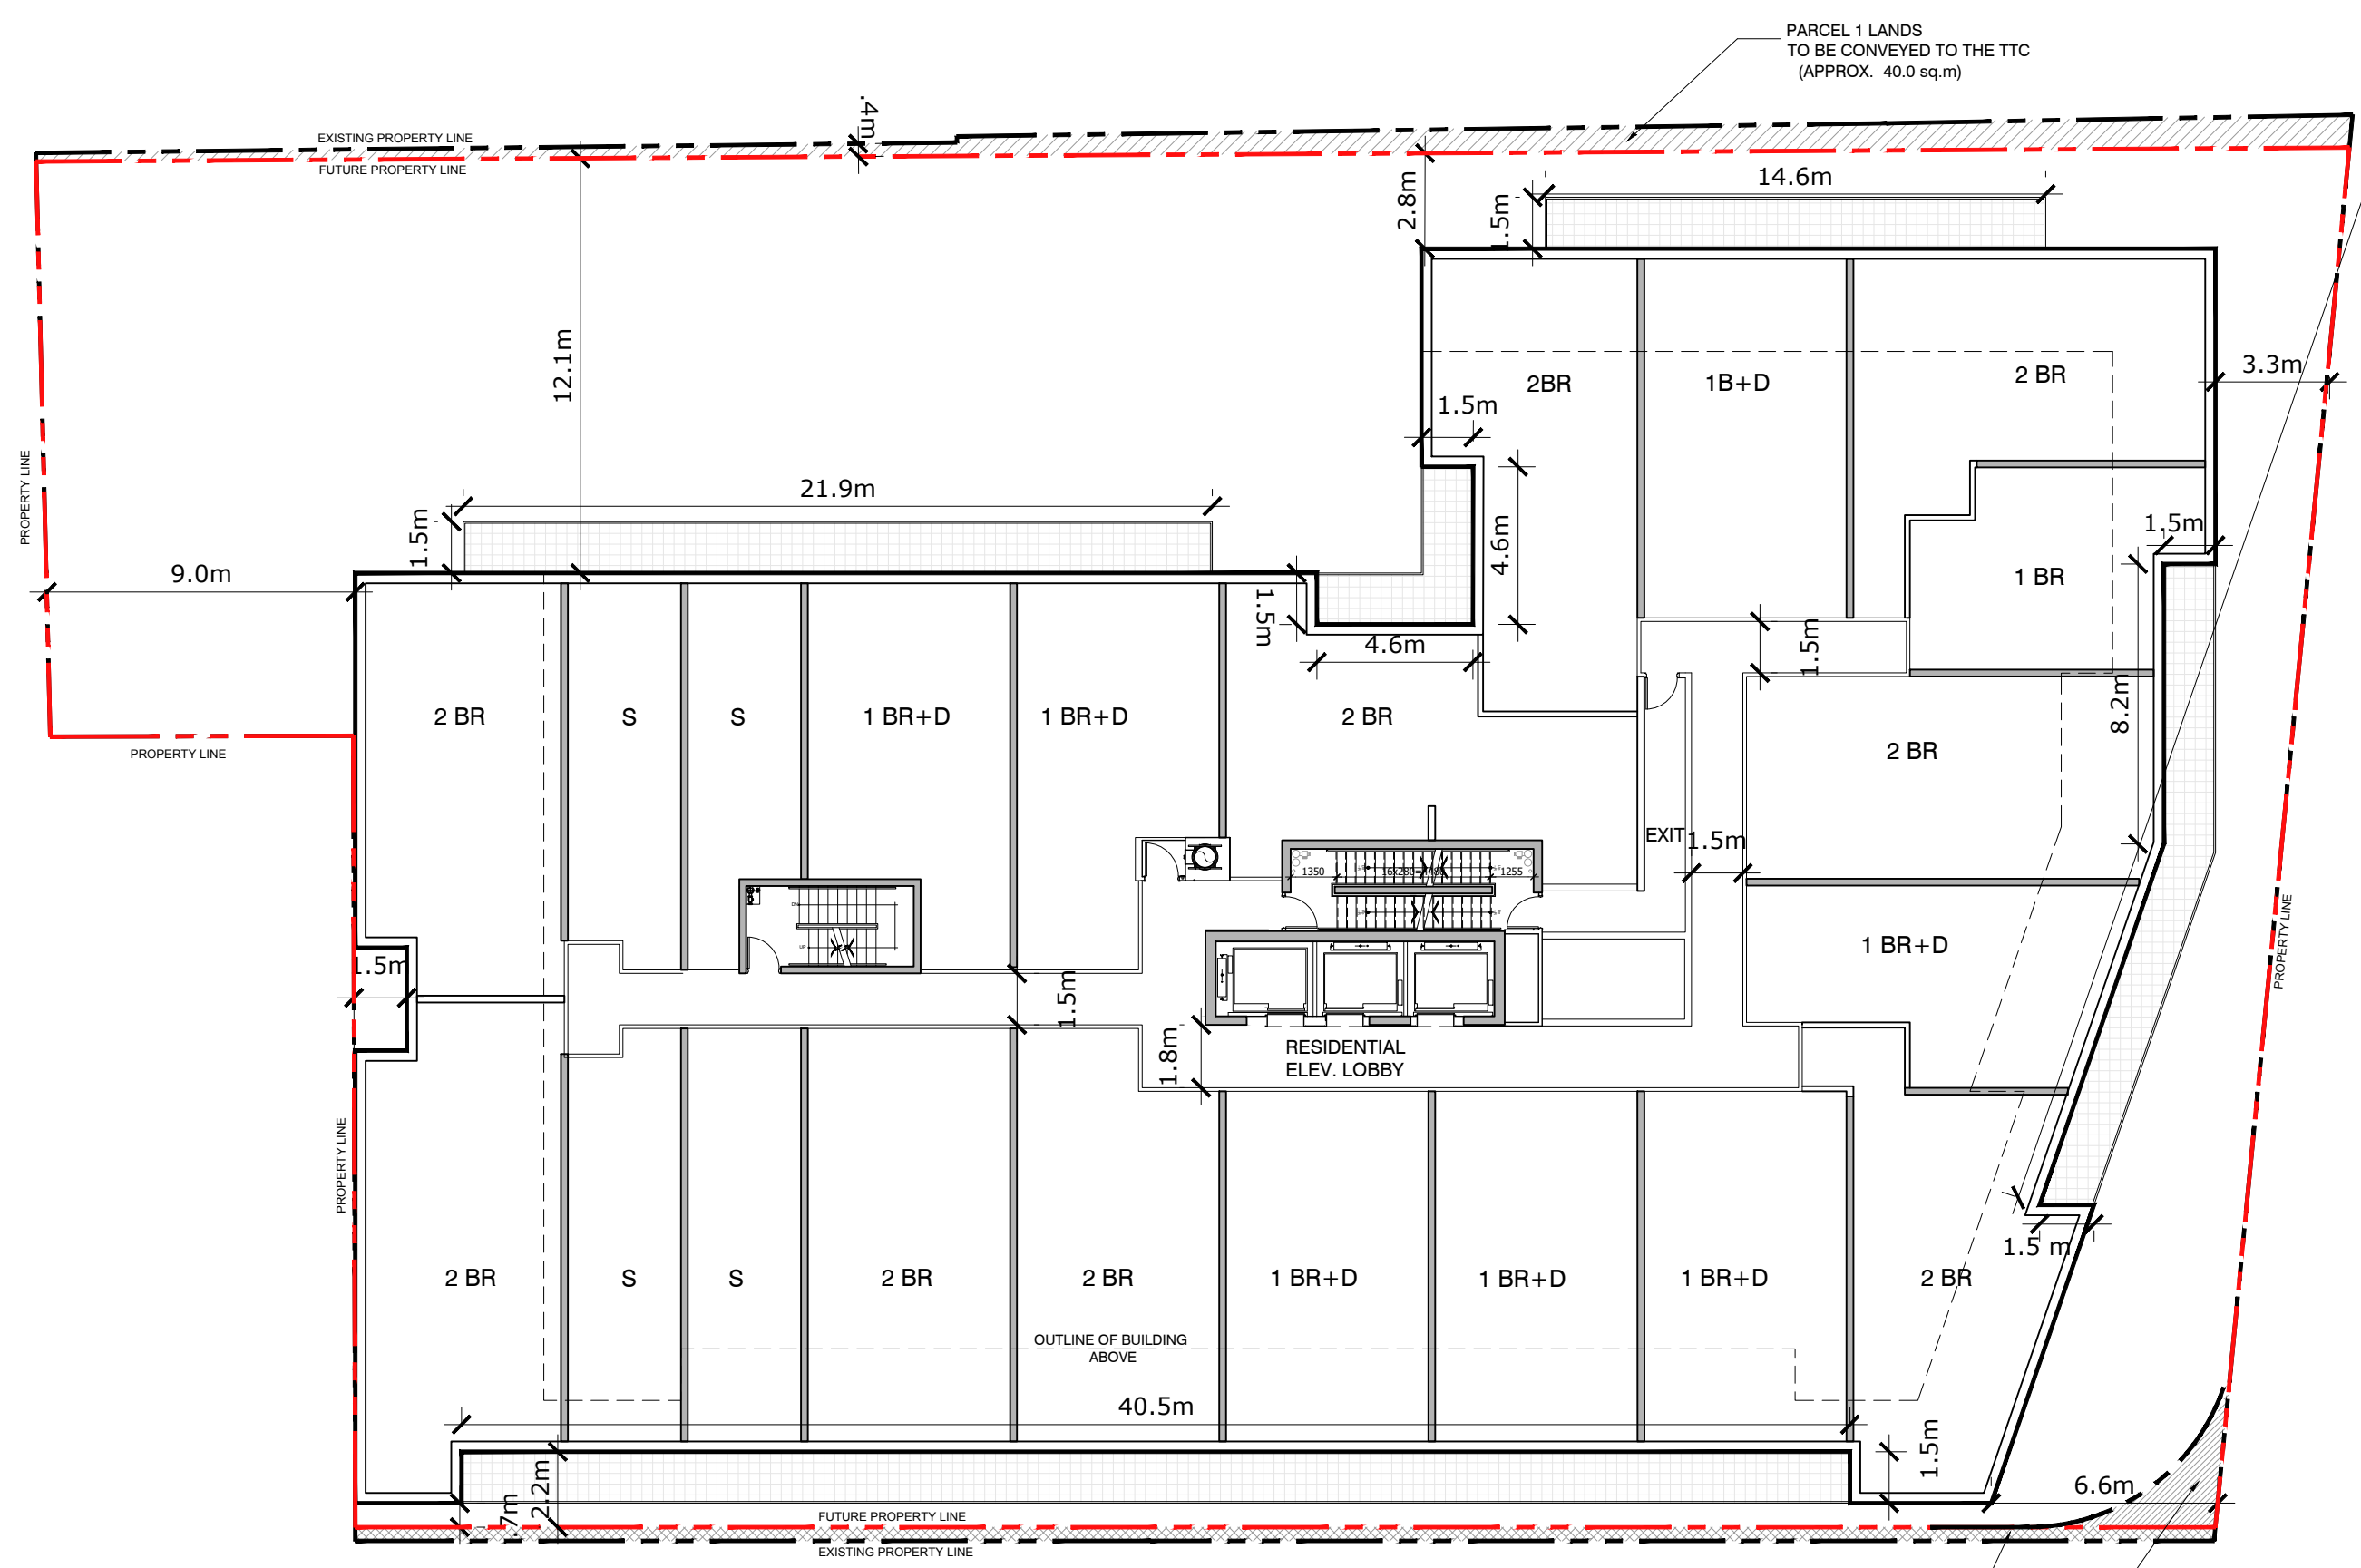 PARCEL 1 LANDS
TO BE CONVEYED TO THE TTC
(APPROX. 40.0 sq.m)
.4m
EXISTING PROPERTY LINE
FUTURE PROPERTY LINE
2.8m
1.5m
14.6m
12.1m
3.3m
2BR
1B+D
2 BR
1.5m
PROPERTY LINE
21.9m
1.5m
4.6m
1.5m
9.0m
1 BR
1.5m
4.6m
1.5m
8.2m
2 BR
S
S
1 BR+D
1 BR+D
2 BR
2 BR
PROPERTY LINE
EXIT
1.5m
1350
1255
DN
UP
1 BR+D
PROPERTY LINE
1.5m
1.5m
1.8m
RESIDENTIAL
ELEV. LOBBY
PROPERTY LINE
1.5 m
2 BR
S
S
2 BR
2 BR
1 BR+D
1 BR+D
1 BR+D
2 BR
OUTLINE OF BUILDING
ABOVE
40.5m
1.5m
6.6m
2.2m
.7m
FUTURE PROPERTY LINE
EXISTING PROPERTY LINE